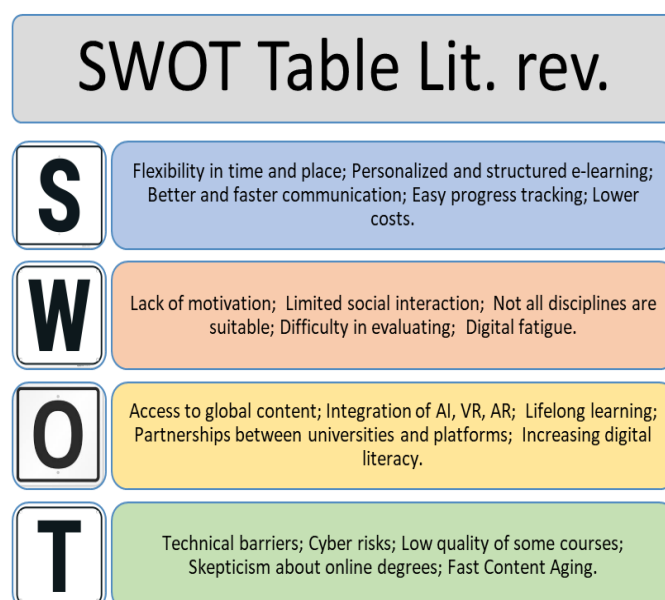 SWOT Table Lit. rev.
S
Flexibility in time and place; Personalized and structured e-learning;
Better and faster communication; Easy progress tracking; Lower
costs.
W
Lack of motivation; Limited social interaction; Not all disciplines are
suitable; Difficulty in evaluating; Digital fatigue.
O
Access to global content; Integration of AI, VR, AR; Lifelong learning;
Partnerships between universities and platforms; Increasing digital
literacy.
T
Technical barriers; Cyber risks; Low quality of some courses;
Skepticism about online degrees; Fast Content Aging.